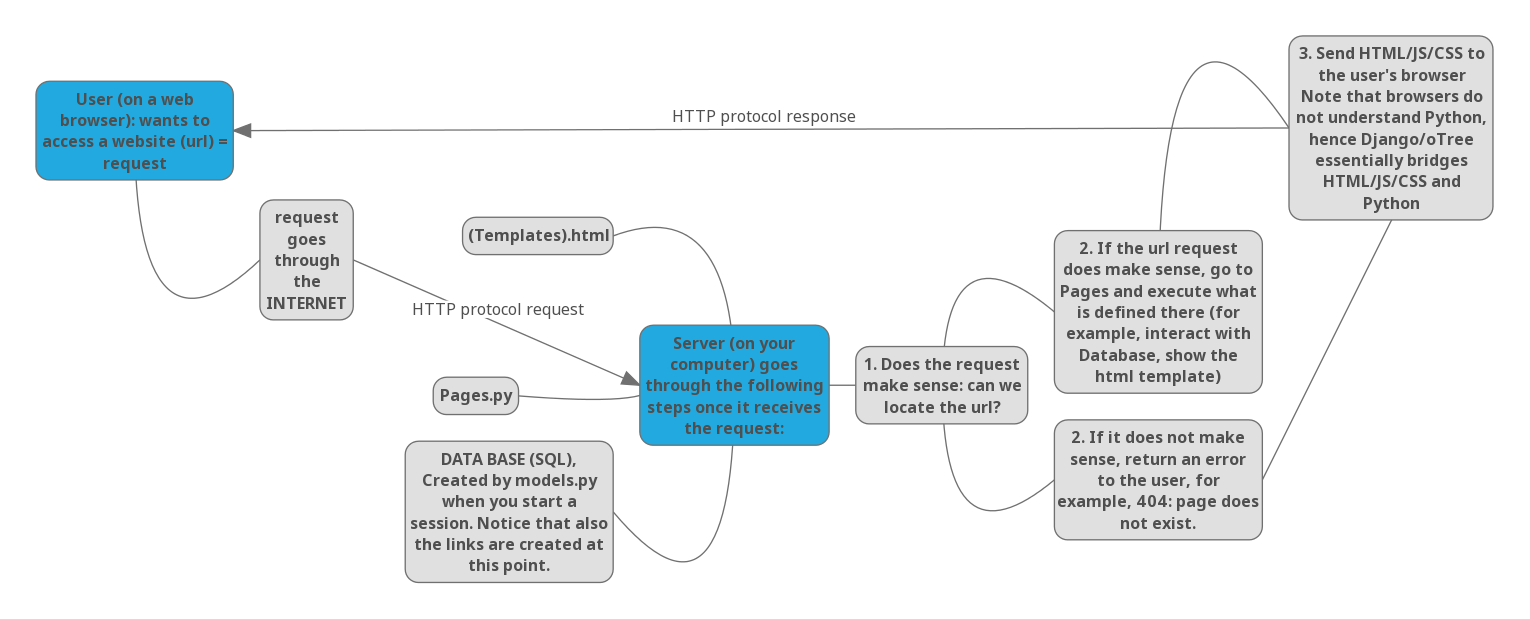 User (on a web
browser): wants to
access a website (url) =
request
HTTP protocol response
3. Send HTML/JS/CSS to
the user's browser
Note that browsers do
not understand Python,
hence Django/oTree
essentially bridges
HTML/JS/CSS and
Python
request
goes
through
the
INTERNET
(Templates).html
HTTP protocol request
Pages.py
DATA BASE (SQL),
Created by models.py
when you start a
session. Notice that also
the links are created at
this point.
Server (on your
computer) goes
through the following
steps once it receives
the request:
1. Does the request
make sense: can we
locate the url?
2. If the url request
does make sense, go to
Pages and execute what
is defined there (for
example, interact with
Database, show the
html template)
2. If it does not make
sense, return an error
to the user, for
example, 404: page does
not exist.